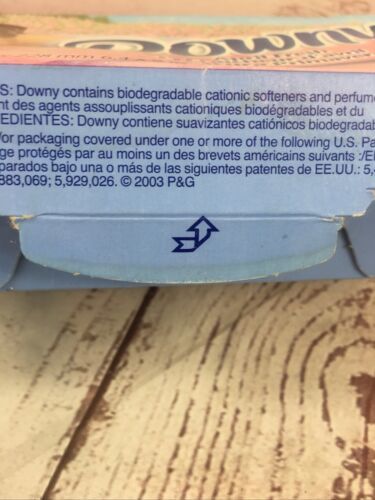 Downy
S: Downy contains biodegradable cationic softeners and perfume
nt des agents assouplissants cationiques biodégradables et du
EDIENTES: Downy contiene suavizantes catiónicos biodegradab
/or packaging covered under one or more of the following U.S. Pa
ge protégés par au moins un des brevets américains suivants :/E
parados bajo una o más de las siguientes patentes de EE.UU.: 5,
883,069; 5,929,026. © 2003 P&G